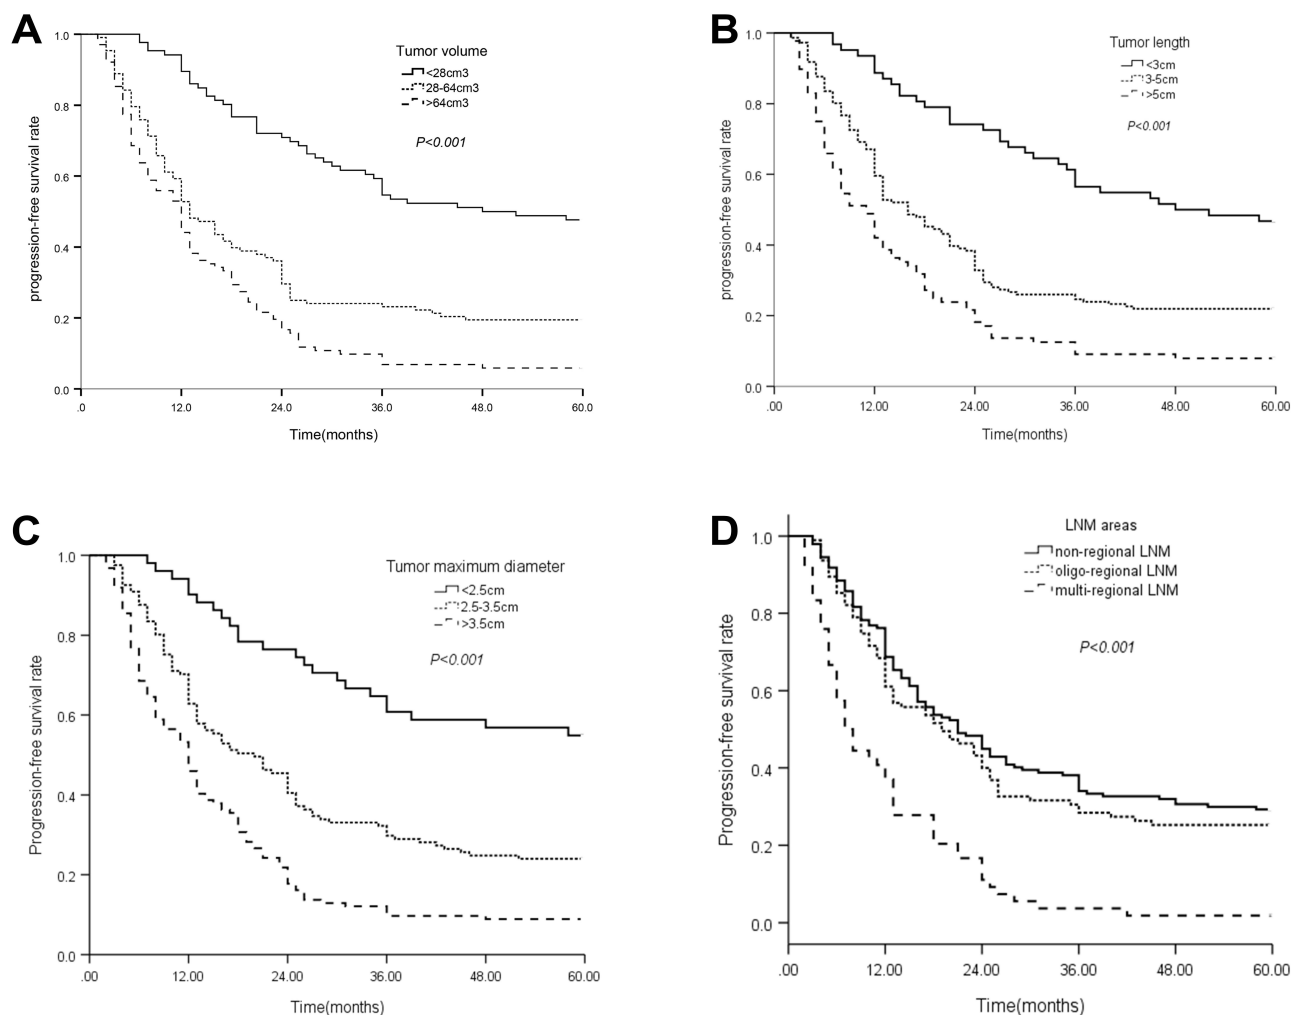 A
Tumor volume
<28cm3
28-64cm3
>64cm3
P<0.001
progression-free survival rate
1.0
0.8
0.6
0.4
0.2
0.0
.0 12.0 24.0 36.0 48.0 60.0
Time(months)
B
Tumor length
<3cm
3-5cm
>5cm
P<0.001
progression-free survival rate
1.0
0.8
0.6
0.4
0.2
0.0
.00 12.00 24.00 36.00 48.00 60.00
Time(months)
C
Tumor maximum diameter
<2.5cm
2.5-3.5cm
>3.5cm
P<0.001
Progression-free survival rate
1.0
0.8
0.6
0.4
0.2
0.0
.00 12.00 24.00 36.00 48.00 60.00
Time(months)
D
LNM areas
non-regional LNM
oligo-regional LNM
multi-regional LNM
P<0.001
Progression-free survival rate
1.0
0.8
0.6
0.4
0.2
0.0
.00 12.00 24.00 36.00 48.00 60.00
Time(months)